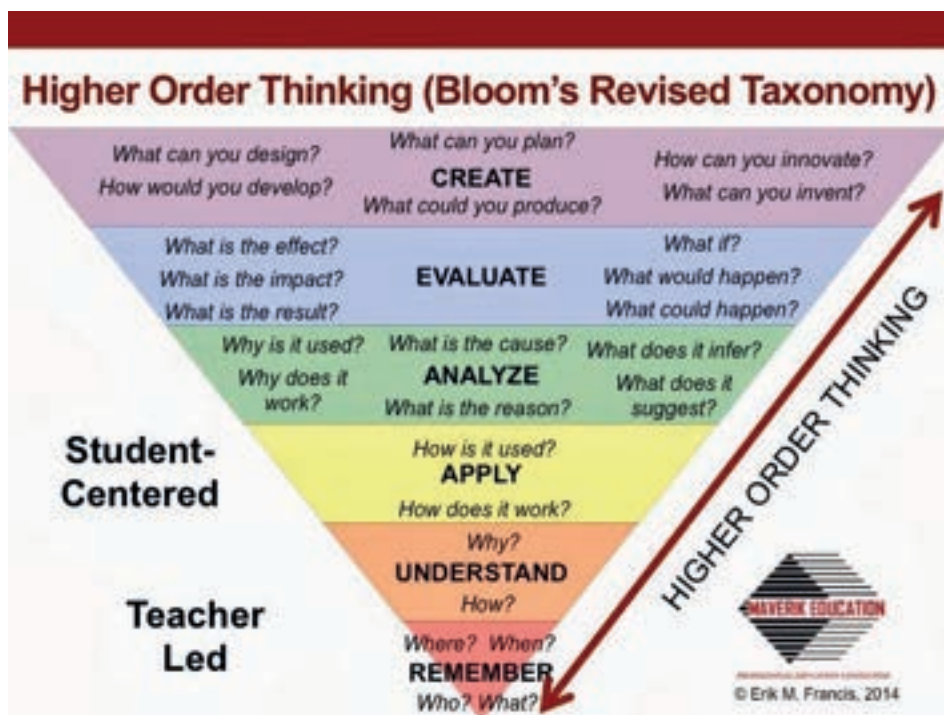 Higher Order Thinking (Bloom's Revised Taxonomy)
What can you design?
How would you develop?
What can you plan?
CREATE
What could you produce?
How can you innovate?
What can you invent?
What is the effect?
What is the impact?
What is the result?
EVALUATE
What if?
What would happen?
What could happen?
Why is it used?
Why does it
work?
What is the cause?
ANALYZE
What is the reason?
What does it infer?
What does it
suggest?
How is it used?
APPLY
How does it work?
Why?
UNDERSTAND
How?
Where? When?
REMEMBER
Who? What?
Student-
Centered
Teacher
Led
HIGHER ORDER THINKING
MAVERIK EDUCATION
© Erik M. Francis, 2014